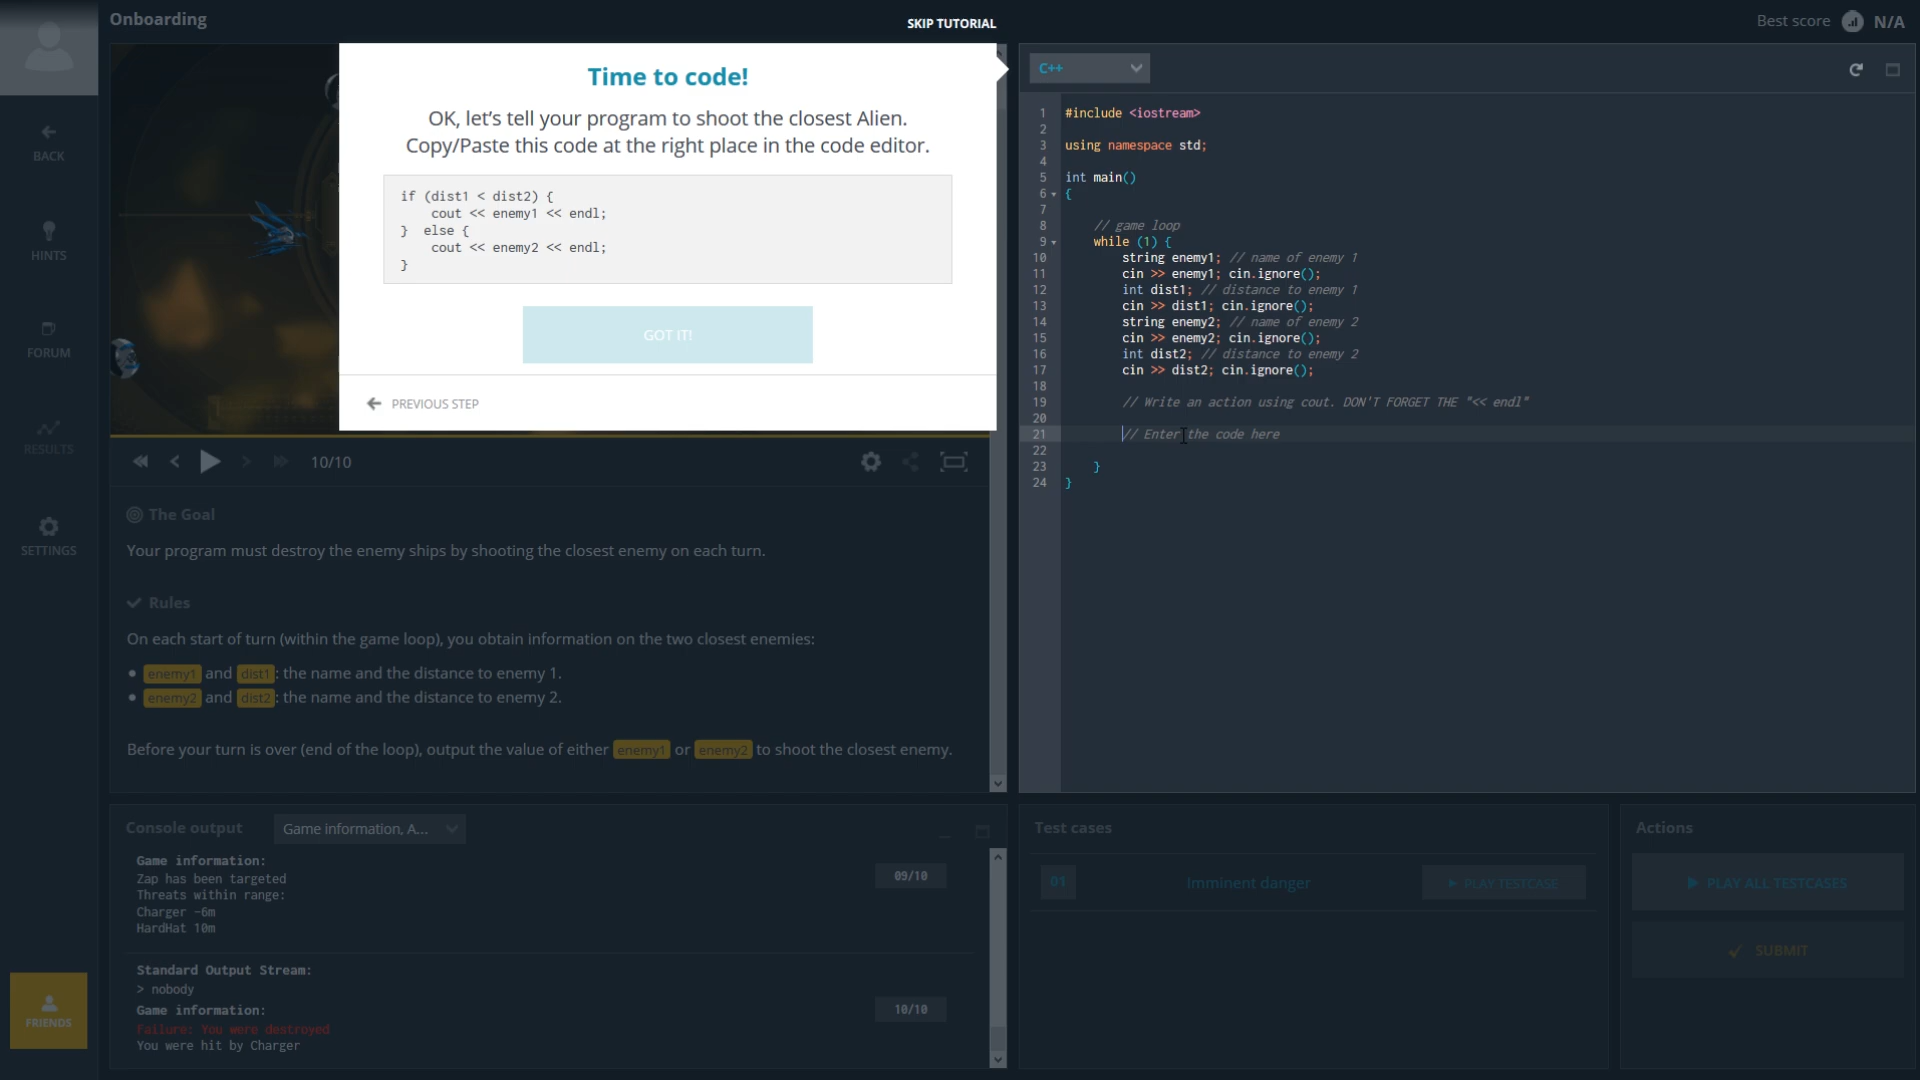 Onboarding
SKIP TUTORIAL
Best score N/A
BACK
HINTS
FORUM
RESULTS
SETTINGS
FRIENDS
Time to code!
OK, let's tell your program to shoot the closest Alien.
Copy/Paste this code at the right place in the code editor.
if (dist1 < dist2) {
    cout << enemy1 << endl;
}  else {
    cout << enemy2 << endl;
}
GOT IT!
PREVIOUS STEP
10/10
The Goal
Your program must destroy the enemy ships by shooting the closest enemy on each turn.
Rules
On each start of turn (within the game loop), you obtain information on the two closest enemies:
• enemy1 and dist1: the name and the distance to enemy 1.
• enemy2 and dist2: the name and the distance to enemy 2.
Before your turn is over (end of the loop), output the value of either enemy1 or enemy2 to shoot the closest enemy.
Console output
Game information, A...
Game information:
09/10
Zap has been targeted
Threats within range:
Charger -6m
HardHat 10m
Standard Output Stream:
> nobody
Game information:
10/10
Failure: You were destroyed
You were hit by Charger
C++
1 #include <iostream>
2
3 using namespace std;
4
5 int main()
6 {
7
8     // game loop
9     while (1) {
10         string enemy1; // name of enemy 1
11         cin >> enemy1; cin.ignore();
12         int dist1; // distance to enemy 1
13         cin >> dist1; cin.ignore();
14         string enemy2; // name of enemy 2
15         cin >> enemy2; cin.ignore();
16         int dist2; // distance to enemy 2
17         cin >> dist2; cin.ignore();
18
19         // Write an action using cout. DON'T FORGET THE "<< endl"
20
21         // Enter the code here
22
23     }
24 }
Test cases
01 Imminent danger
PLAY TESTCASE
Actions
PLAY ALL TESTCASES
SUBMIT